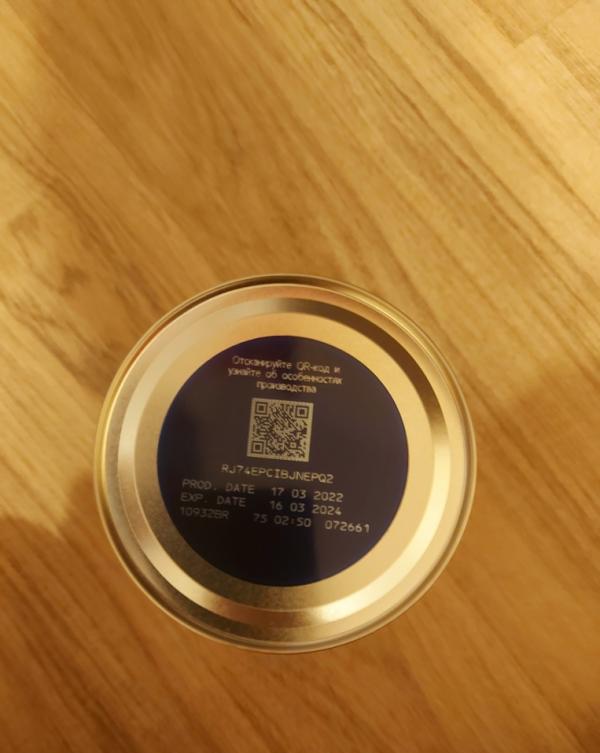 Отсканируйте QR-код и
узнайте об особенностях
производства
RJ74EPCIBJNEPQ2
PROD. DATE 17 03 2022
EXP. DATE 16 03 2024
10932BR 75 02:50 072661